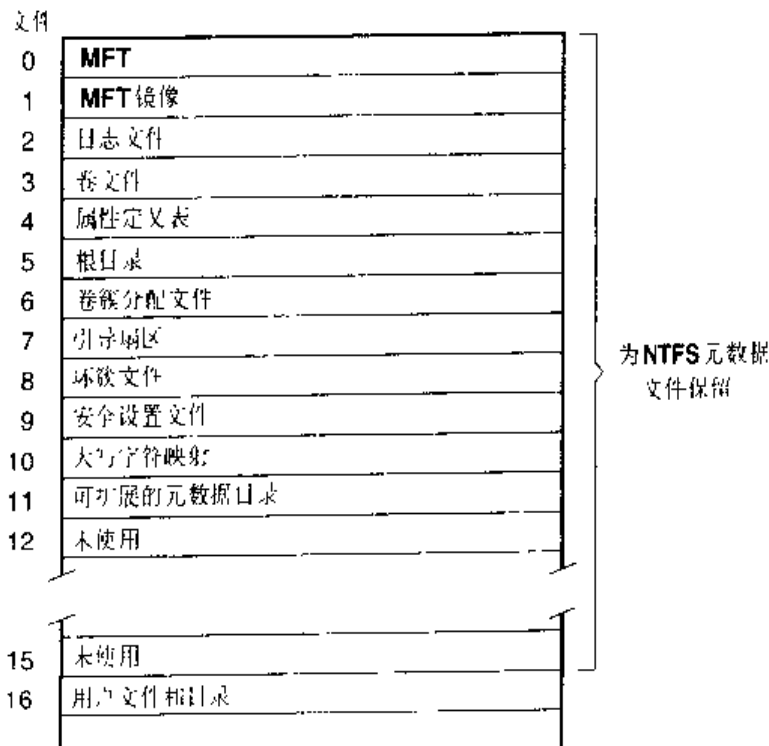 文件
0 MFT
1 MFT 镜像
2 日志文件
3 卷文件
4 属性定义表
5 根目录
6 卷簇分配文件
7 引导扇区
8 坏簇文件
9 安全设置文件
10 大写字符映射
11 可扩展的元数据目录
12 未使用
为NTFS元数据
文件保留
15 未使用
16 用户文件和目录